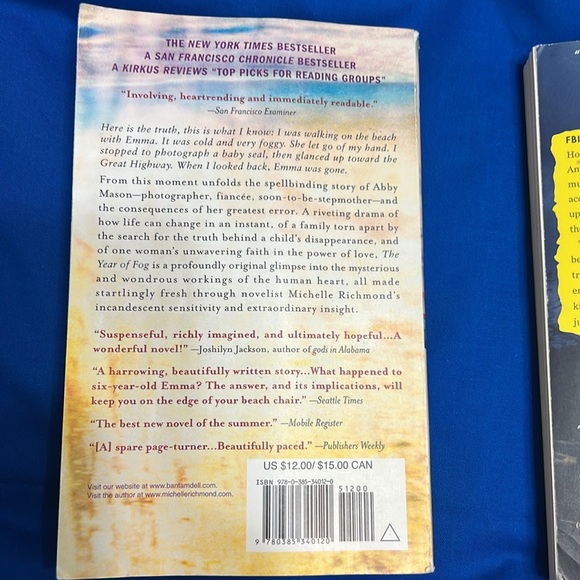 THE NEW YORK TIMES BESTSELLER
A SAN FRANCISCO CHRONICLE BESTSELLER
A KIRKUS REVIEWS "TOP PICKS FOR READING GROUPS"
"Involving, heartrending and immediately readable."
—San Francisco Examiner
Here is the truth, this is what I know: I was walking on the beach
with Emma. It was cold and very foggy. She let go of my hand. I
stopped to photograph a baby seal, then glanced up toward the
Great Highway. When I looked back, Emma was gone.
From this moment unfolds the spellbinding story of Abby
Mason—photographer, fiancée, soon-to-be-stepmother—and
the consequences of her greatest error. A riveting drama of
how life can change in an instant, of a family torn apart by
the search for the truth behind a child's disappearance, and
of one woman's unwavering faith in the power of love, The
Year of Fog is a profoundly original glimpse into the mysterious
and wondrous workings of the human heart, all made
startlingly fresh through novelist Michelle Richmond's
incandescent sensitivity and extraordinary insight.
"Suspenseful, richly imagined, and ultimately hopeful...A
wonderful novel!" —Joshilyn Jackson, author of gods in Alabama
"A harrowing, beautifully written story...What happened to
six-year-old Emma? The answer, and its implications, will
keep you on the edge of your beach chair." —Seattle Times
"The best new novel of the summer." —Mobile Register
"[A] spare page-turner...Beautifully paced." —Publishers Weekly
US $12.00/ $15.00 CAN
ISBN 978-0-385-34012-0
51200
9 780385 340120
Visit our website at www.bantamdell.com.
Visit the author at www.michellerichmond.com.
FBI